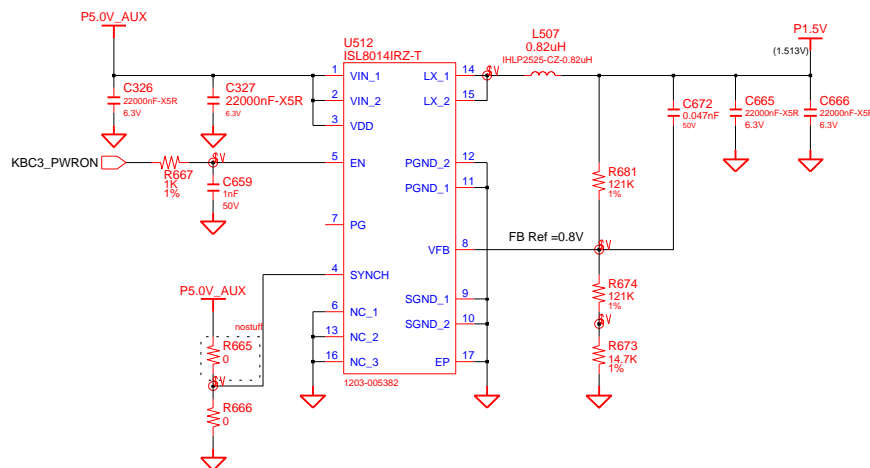 P5.0V_AUX
L507
0.82uH
IHLP2525-CZ-0.82uH
P1.5V
(1.513V)
U512
ISL8014IRZ-T
1 VIN_1
2 VIN_2
3 VDD
5 EN
7 PG
4 SYNCH
6 NC_1
13 NC_2
16 NC_3
LX_1 14
LX_2 15
PGND_2 12
PGND_1 11
VFB 8
SGND_1 9
SGND_2 10
EP 17
1203-005382
C326
22000nF-X5R
6.3V
C327
22000nF-X5R
6.3V
KBC3_PWRON
R667
1K
1%
C659
1nF
50V
P5.0V_AUX
nostuff
R665
0
R666
0
C672
0.047nF
50V
C665
22000nF-X5R
6.3V
C666
22000nF-X5R
6.3V
R681
121K
1%
FB Ref =0.8V
R674
121K
1%
R673
14.7K
1%